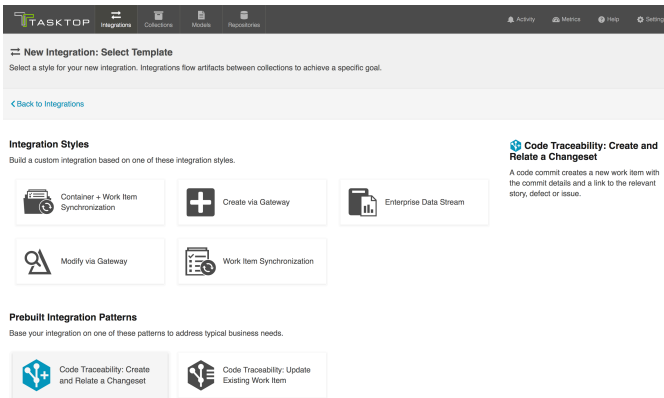 TASKTOP
Integrations
Collections
Models
Repositories
Activity
Metrics
Help
Setting
New Integration: Select Template
Select a style for your new integration. Integrations flow artifacts between collections to achieve a specific goal.
Back to Integrations
Integration Styles
Build a custom integration based on one of these integration styles.
Container + Work Item
Synchronization
Create via Gateway
Enterprise Data Stream
Modify via Gateway
Work Item Synchronization
Prebuilt Integration Patterns
Base your integration on one of these patterns to address typical business needs.
Code Traceability: Create
and Relate a Changeset
Code Traceability: Update
Existing Work Item
Code Traceability: Create and
Relate a Changeset
A code commit creates a new work item with
the commit details and a link to the relevant
story, defect or issue.